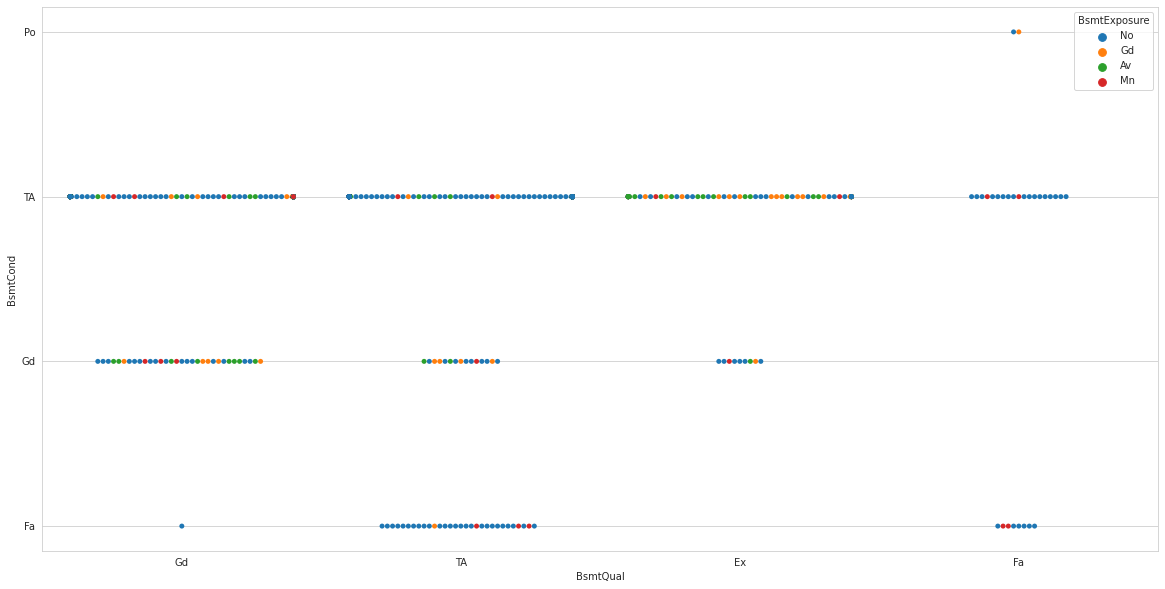 BsmtExposure
No
Gd
Av
Mn
Po
TA
Gd
Fa
BsmtCond
Gd TA Ex Fa
BsmtQual